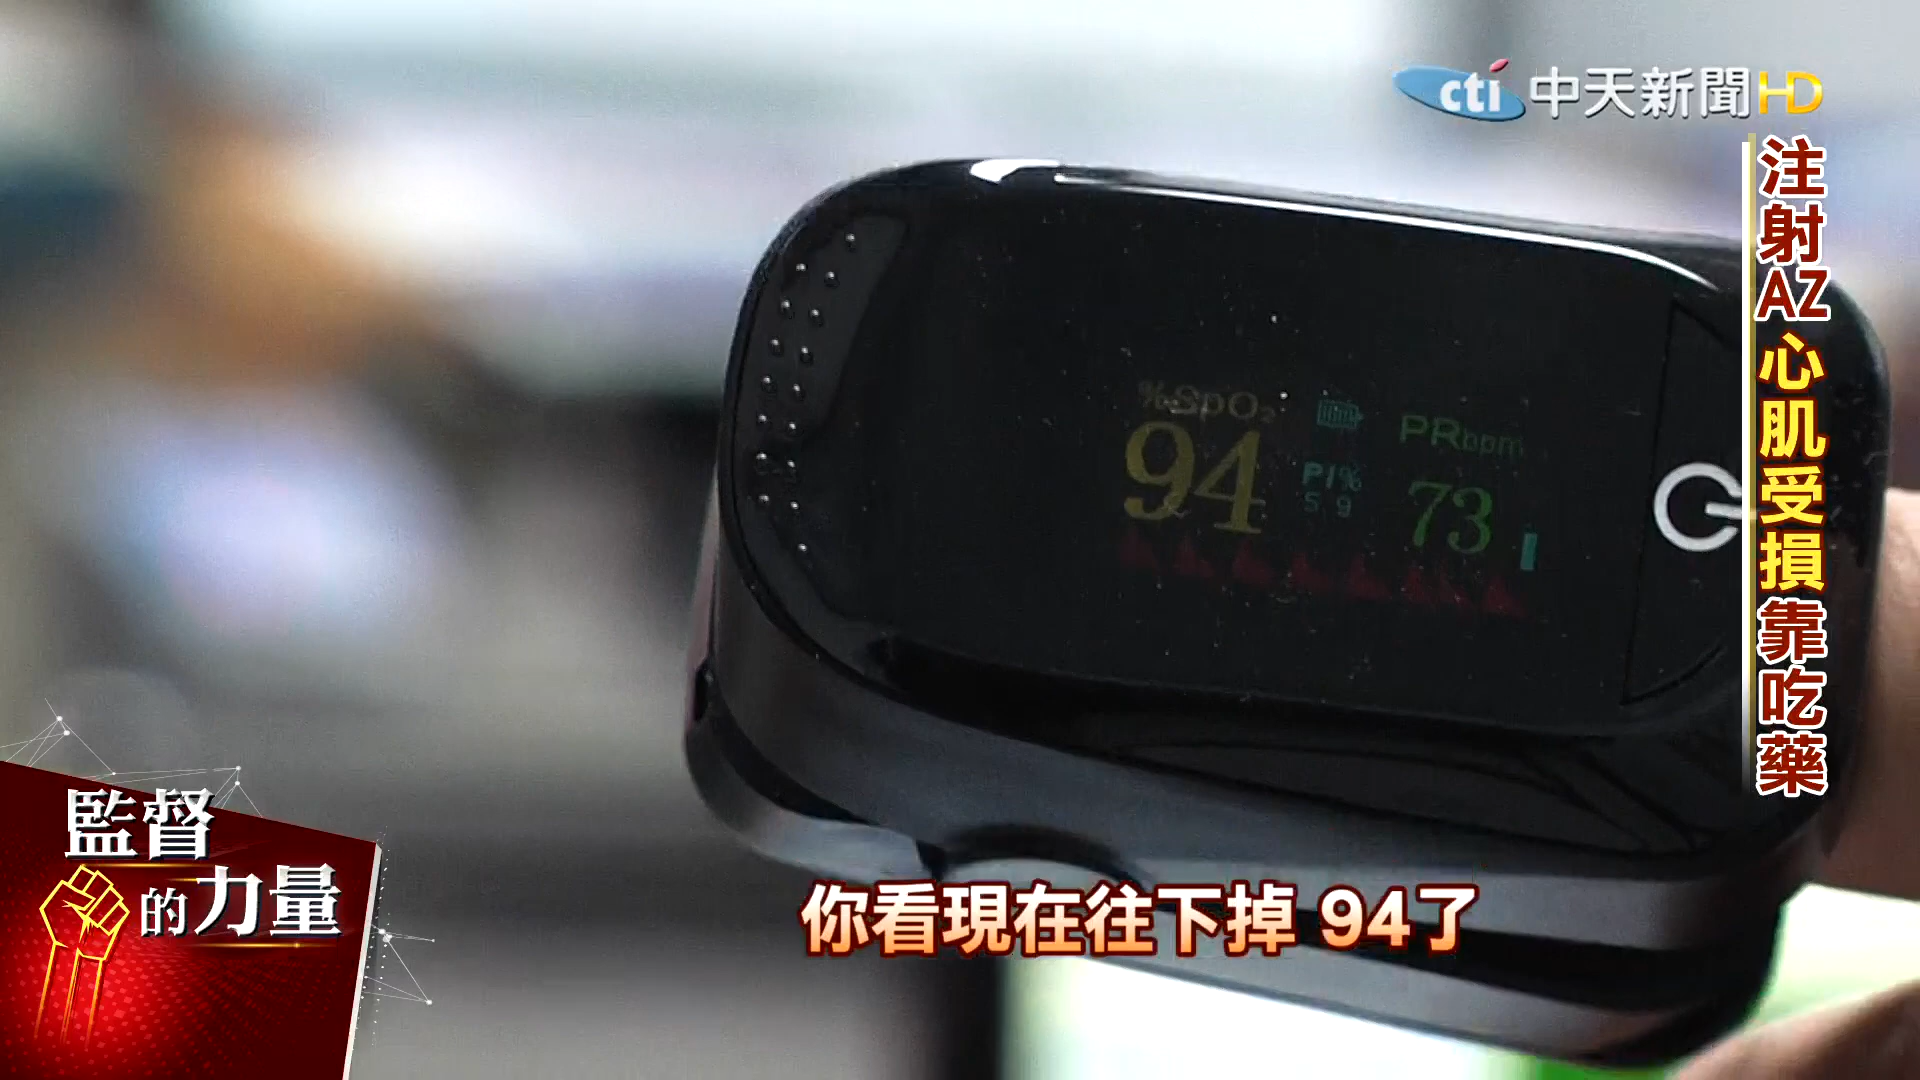 cti 中天新聞HD
注射AZ 心肌受損靠吃藥
%SpO₂
94
PI%
5.9
PRbpm
73
監督
的力量
你看現在往下掉 94了